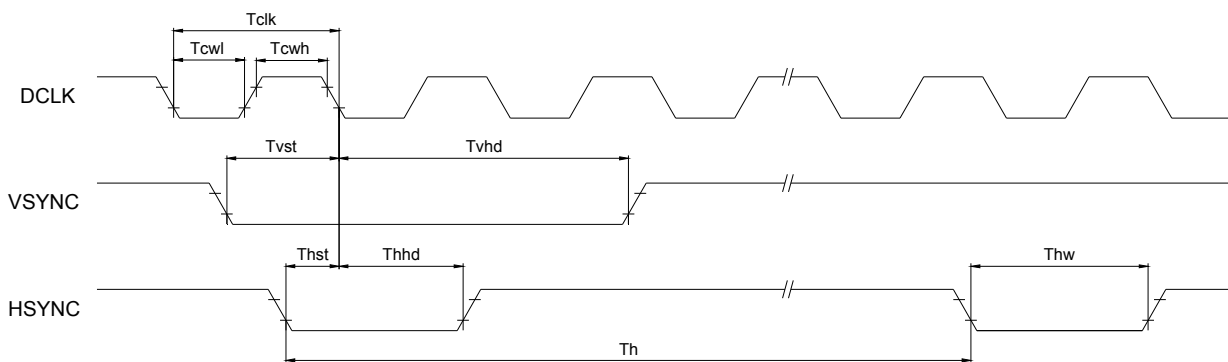 Tclk
Tcwl Tcwh
DCLK
Tvst Tvhd
VSYNC
Thst Thhd Thw
HSYNC
Th